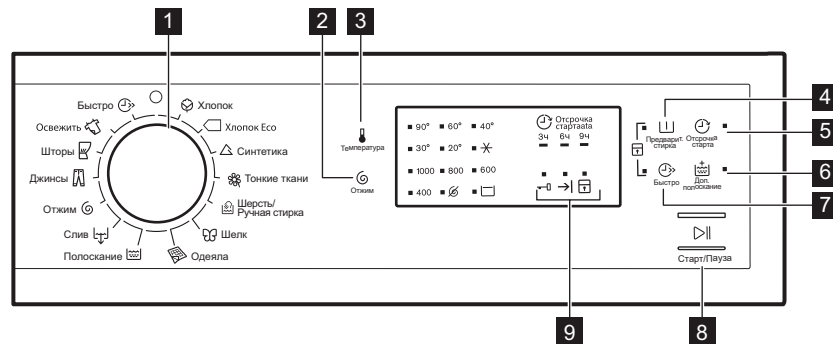 1
2
3
4
5
6
7
8
9
Быстро
Освежить
Шторы
Джинсы
Отжим
Слив
Полоскание
Хлопок
Хлопок Eco
Синтетика
Тонкие ткани
Шерсть/
Ручная стирка
Шелк
Одеяла
Температура
Отжим
90° 60° 40°
30° 20°
1000 800 600
400
Отсрочка
стартаata
3ч 6ч 9ч
Предварит.
стирка
Отсрочка
старта
Быстро
Доп.
полоскание
Старт/Пауза